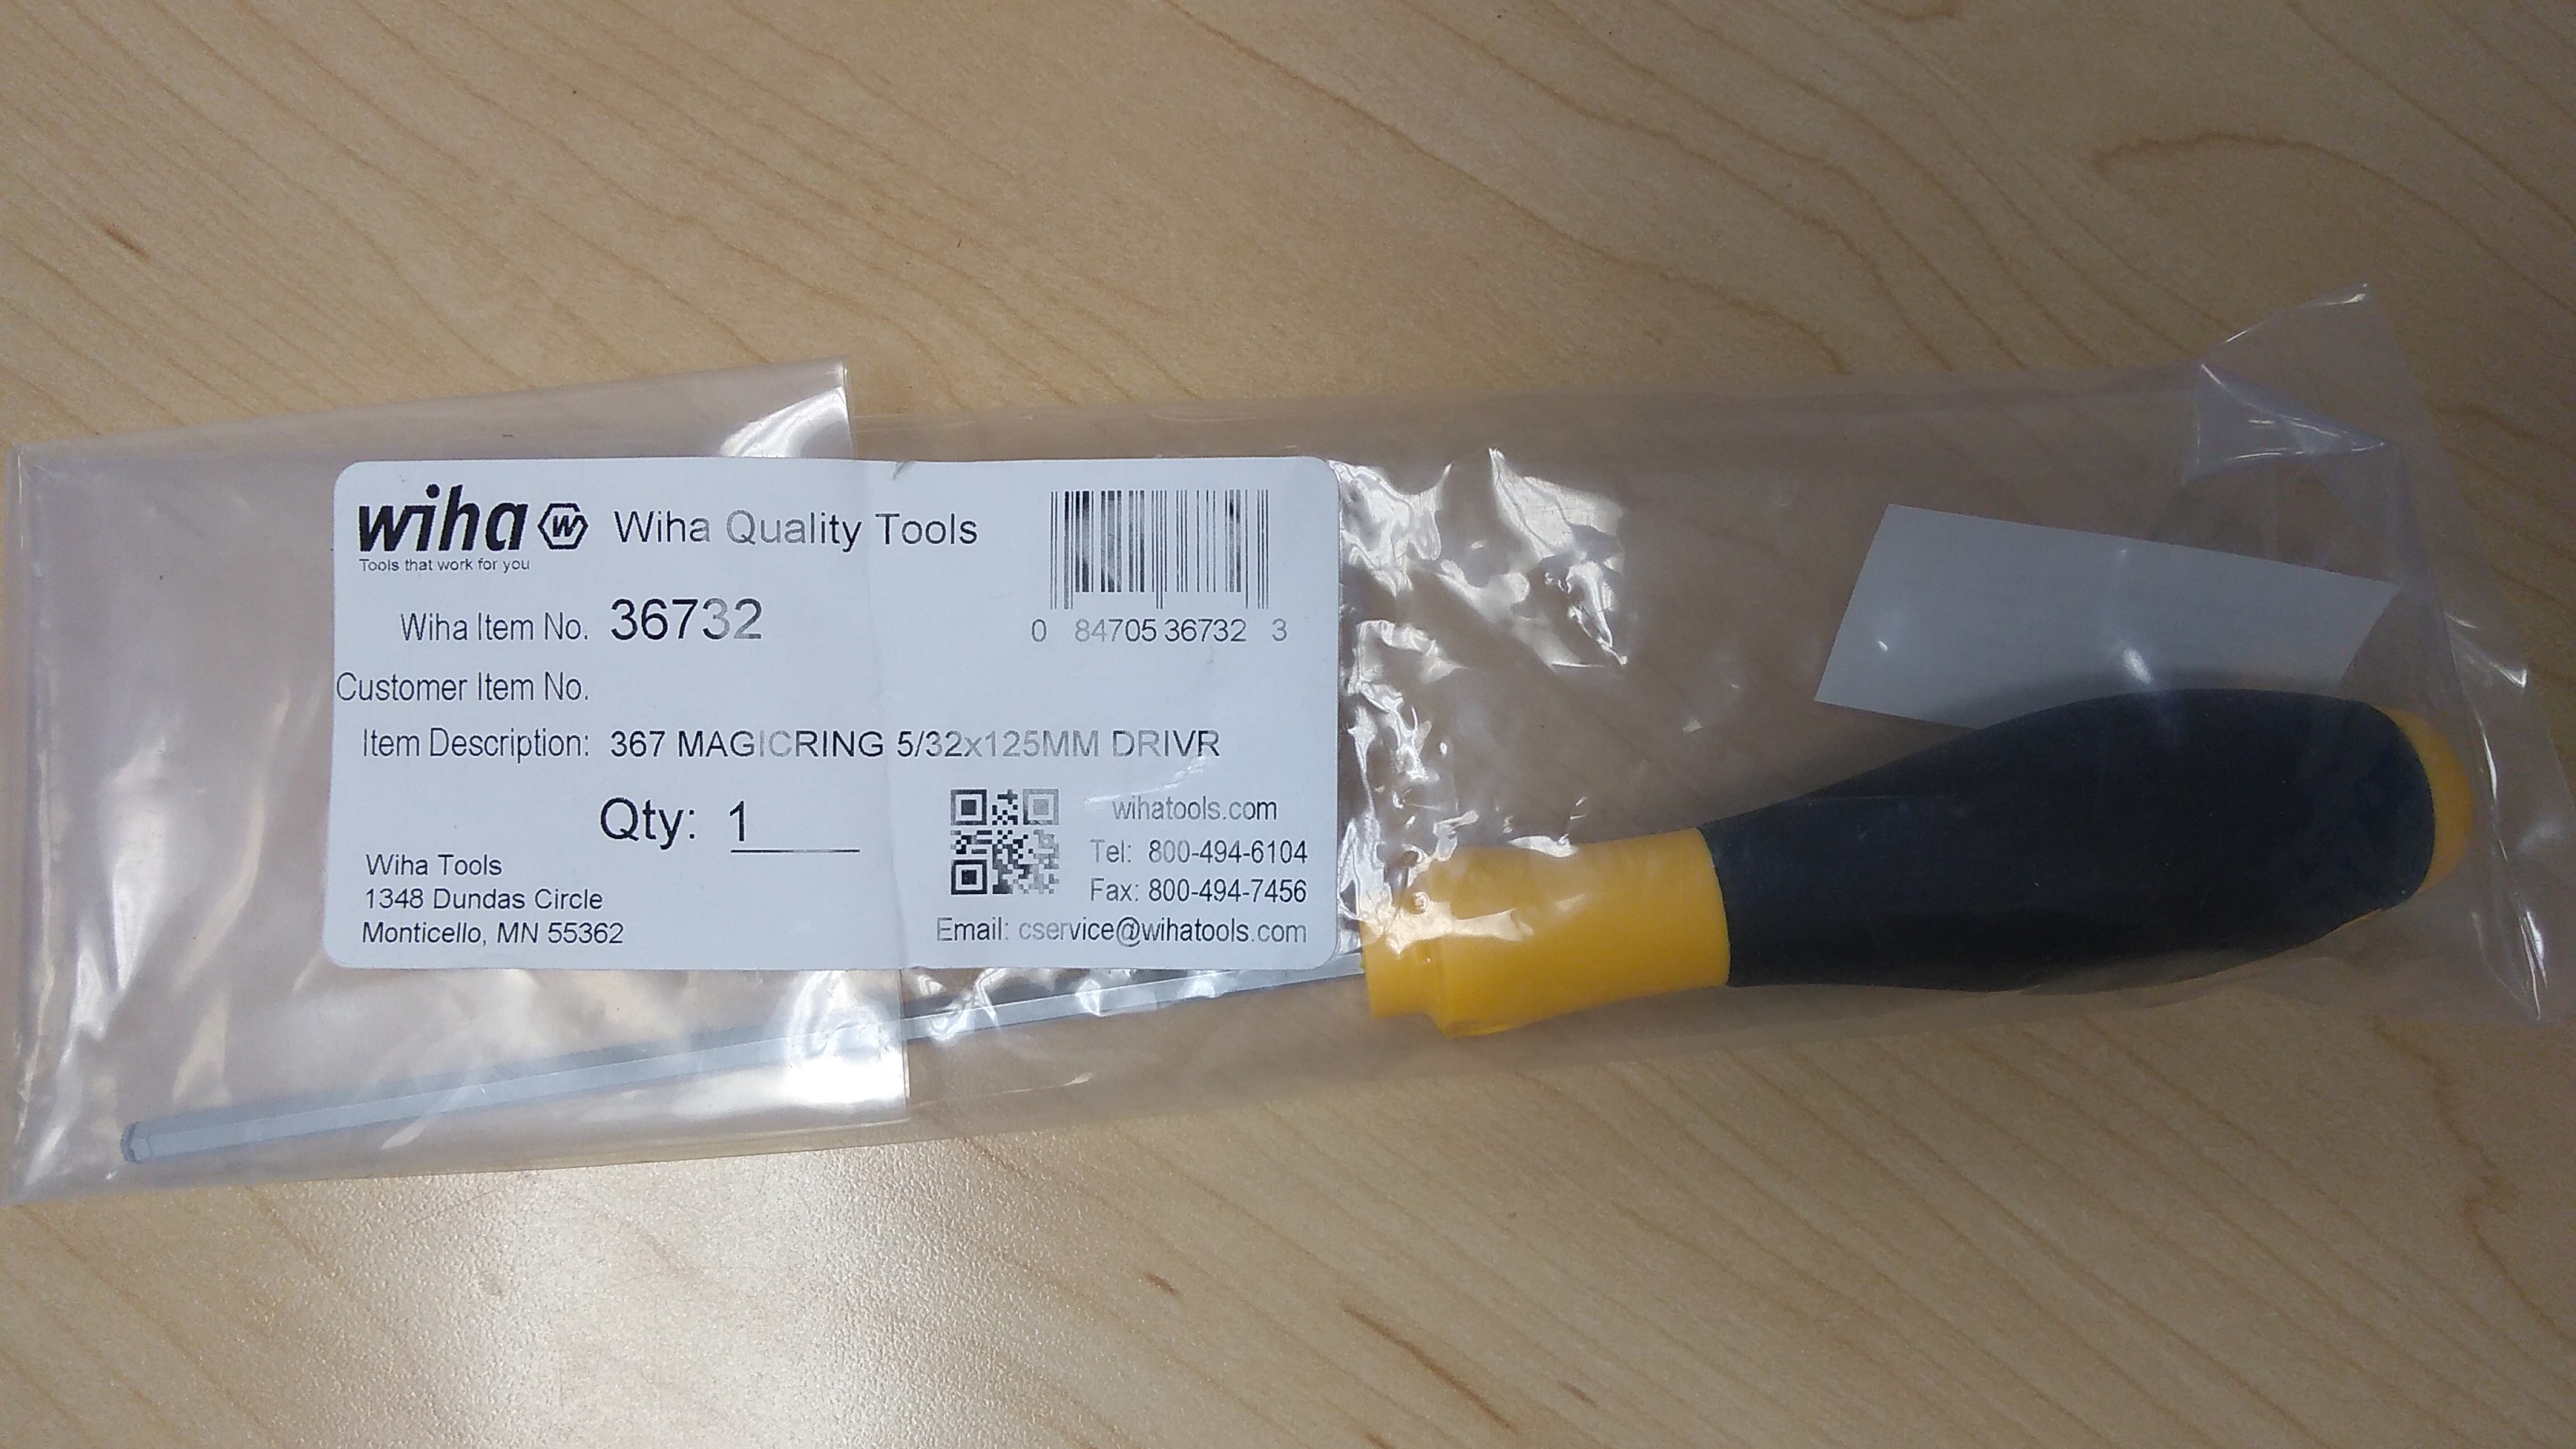 wiha W Wiha Quality Tools
Tools that work for you
Wiha Item No. 36732
0 84705 36732 3
Customer Item No.
Item Description: 367 MAGICRING 5/32x125MM DRIVR
Qty: 1
Wiha Tools
1348 Dundas Circle
Monticello, MN 55362
wihatools.com
Tel: 800-494-6104
Fax: 800-494-7456
Email: cservice@wihatools.com